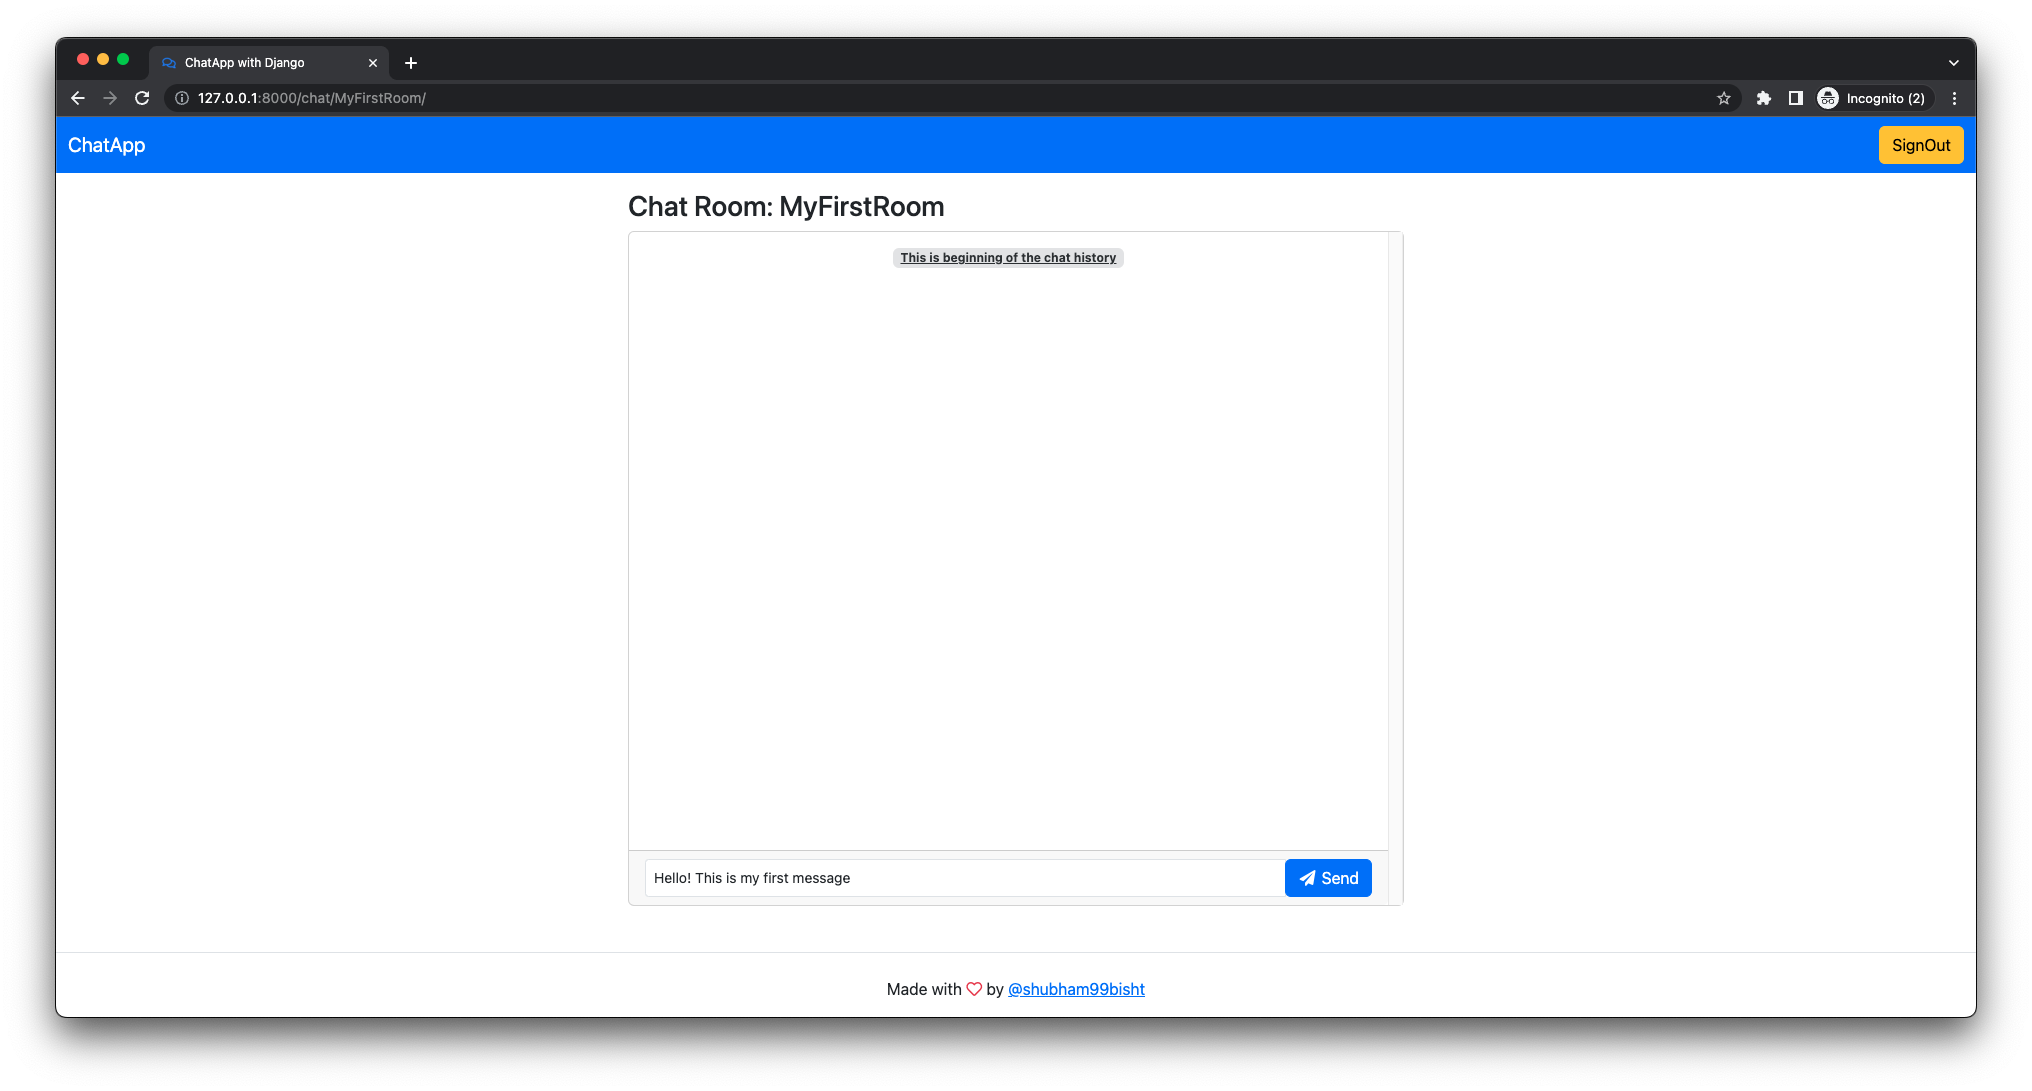 ChatApp with Django
127.0.0.1:8000/chat/MyFirstRoom/
Incognito (2)
ChatApp
SignOut
Chat Room: MyFirstRoom
This is beginning of the chat history
Hello! This is my first message
Send
Made with by @shubham99bisht